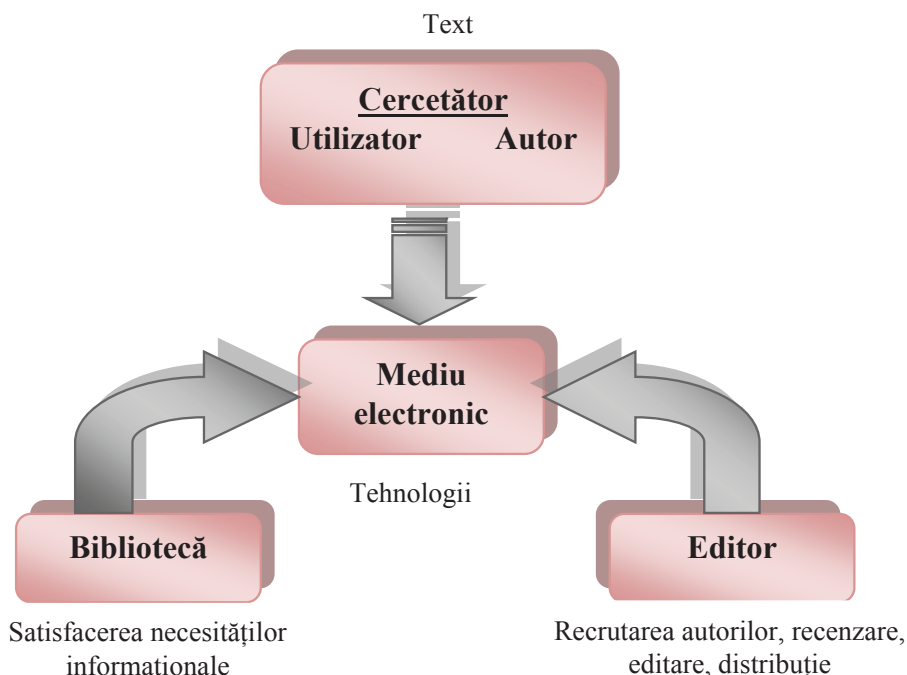 Text
Cercetător
Utilizator Autor
Mediu
electronic
Tehnologii
Bibliotecă
Editor
Satisfacerea necesităților
informaționale
Recrutarea autorilor, recenzare,
editare, distribuție